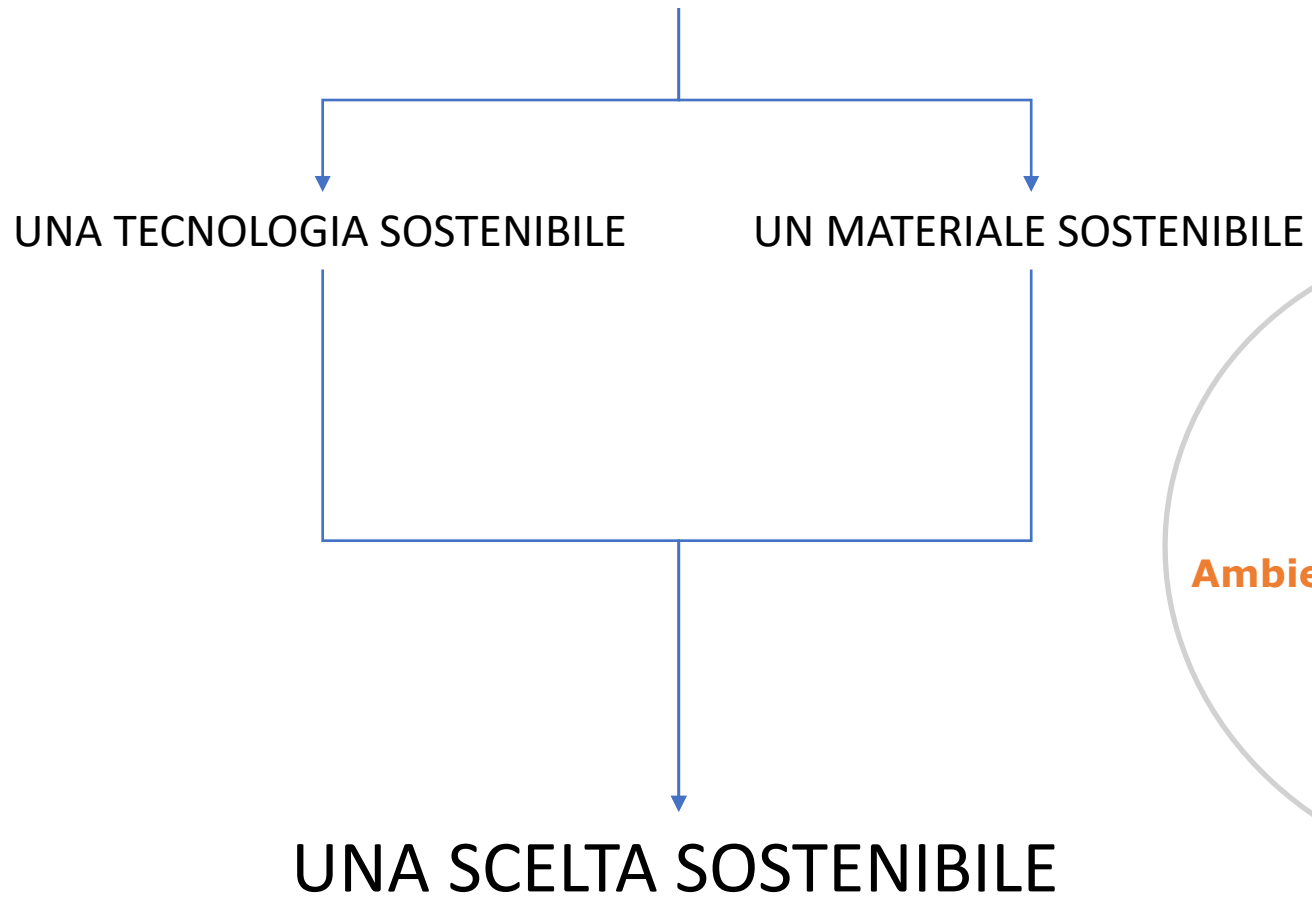 UNA TECNOLOGIA SOSTENIBILE
UN MATERIALE SOSTENIBILE
UNA SCELTA SOSTENIBILE